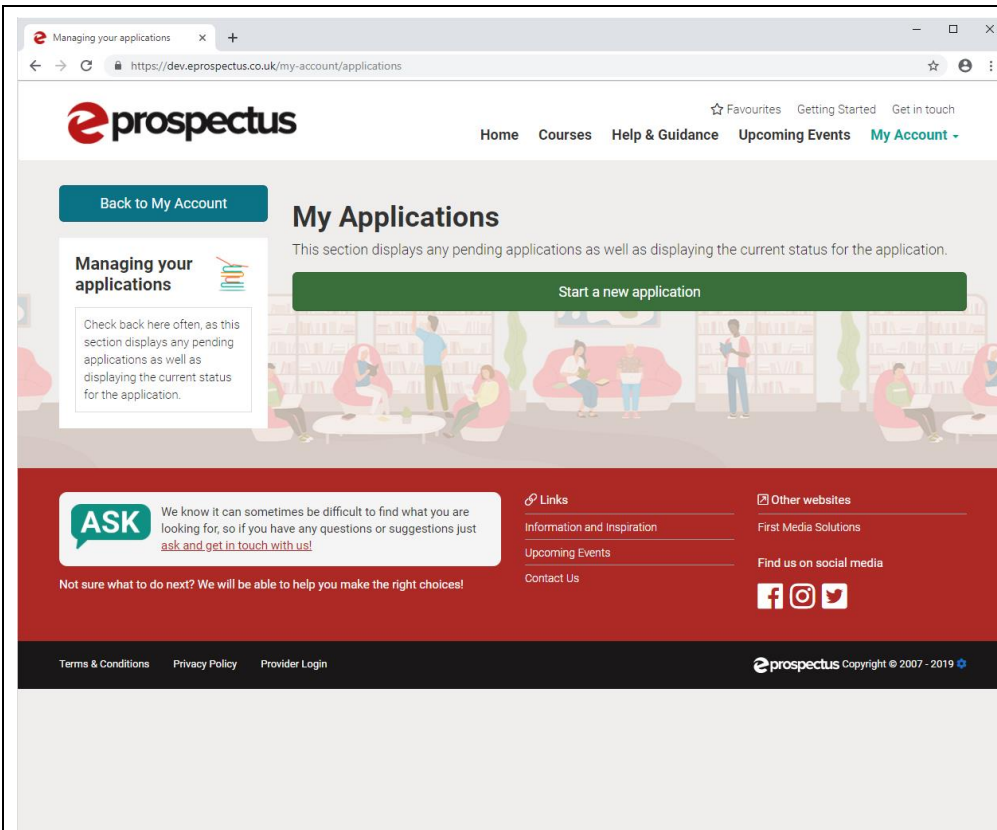 Managing your applications
https://dev.eprospectus.co.uk/my-account/applications
eprospectus
Favourites Getting Started Get in touch
Home Courses Help & Guidance Upcoming Events My Account
Back to My Account
Managing your
applications
Check back here often, as this
section displays any pending
applications as well as
displaying the current status
for the application.
My Applications
This section displays any pending applications as well as displaying the current status for the application.
Start a new application
ASK
We know it can sometimes be difficult to find what you are
looking for, so if you have any questions or suggestions just
ask and get in touch with us!
Not sure what to do next? We will be able to help you make the right choices!
Links
Information and Inspiration
Upcoming Events
Contact Us
Other websites
First Media Solutions
Find us on social media
Terms & Conditions Privacy Policy Provider Login
eprospectus Copyright © 2007 - 2019